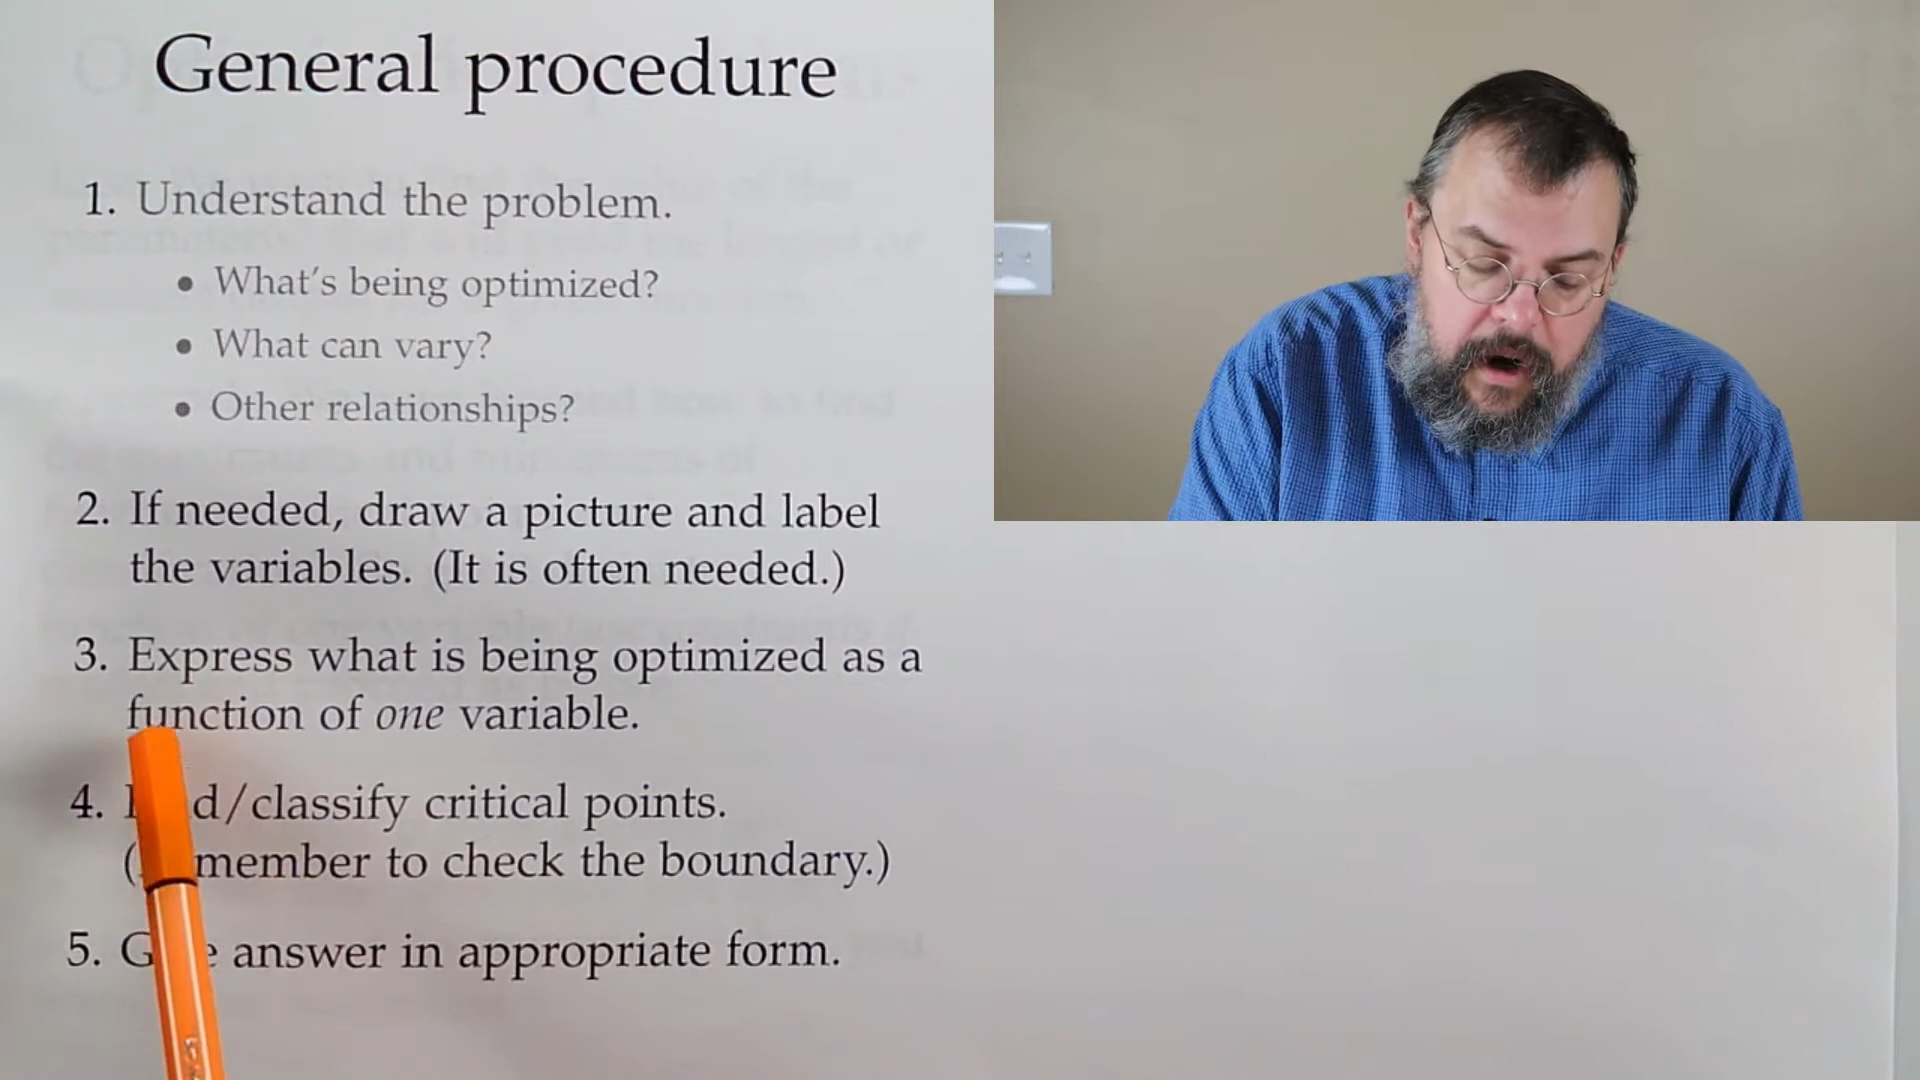 General procedure
1. Understand the problem.
• What's being optimized?
• What can vary?
• Other relationships?
2. If needed, draw a picture and label
the variables. (It is often needed.)
3. Express what is being optimized as a
function of one variable.
4. /classify critical points.
to check the boundary.)
5. answer in appropriate form.